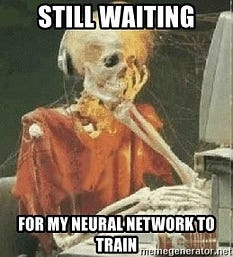 STILL WAITING
FOR MY NEURAL NETWORK TO
TRAIN
memegenerator.net